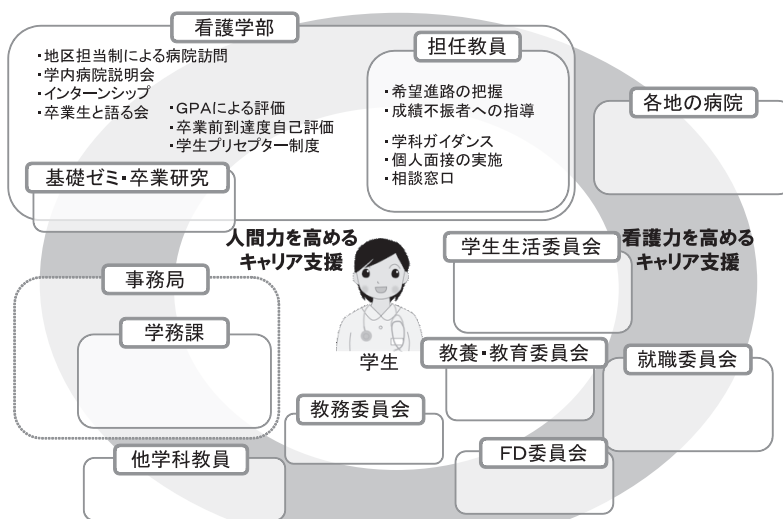 看護学部
・地区担当制による病院訪問
・学内病院説明会
・インターンシップ
・卒業生と語る会
・GPAによる評価
・卒業前到達度自己評価
・学生プリセプター制度
担任教員
・希望進路の把握
・成績不振者への指導
・学科ガイダンス
・個人面接の実施
・相談窓口
各地の病院
基礎ゼミ・卒業研究
人間力を高める
キャリア支援
学生生活委員会
看護力を高める
キャリア支援
事務局
学務課
学生
教養・教育委員会
就職委員会
教務委員会
他学科教員
FD委員会